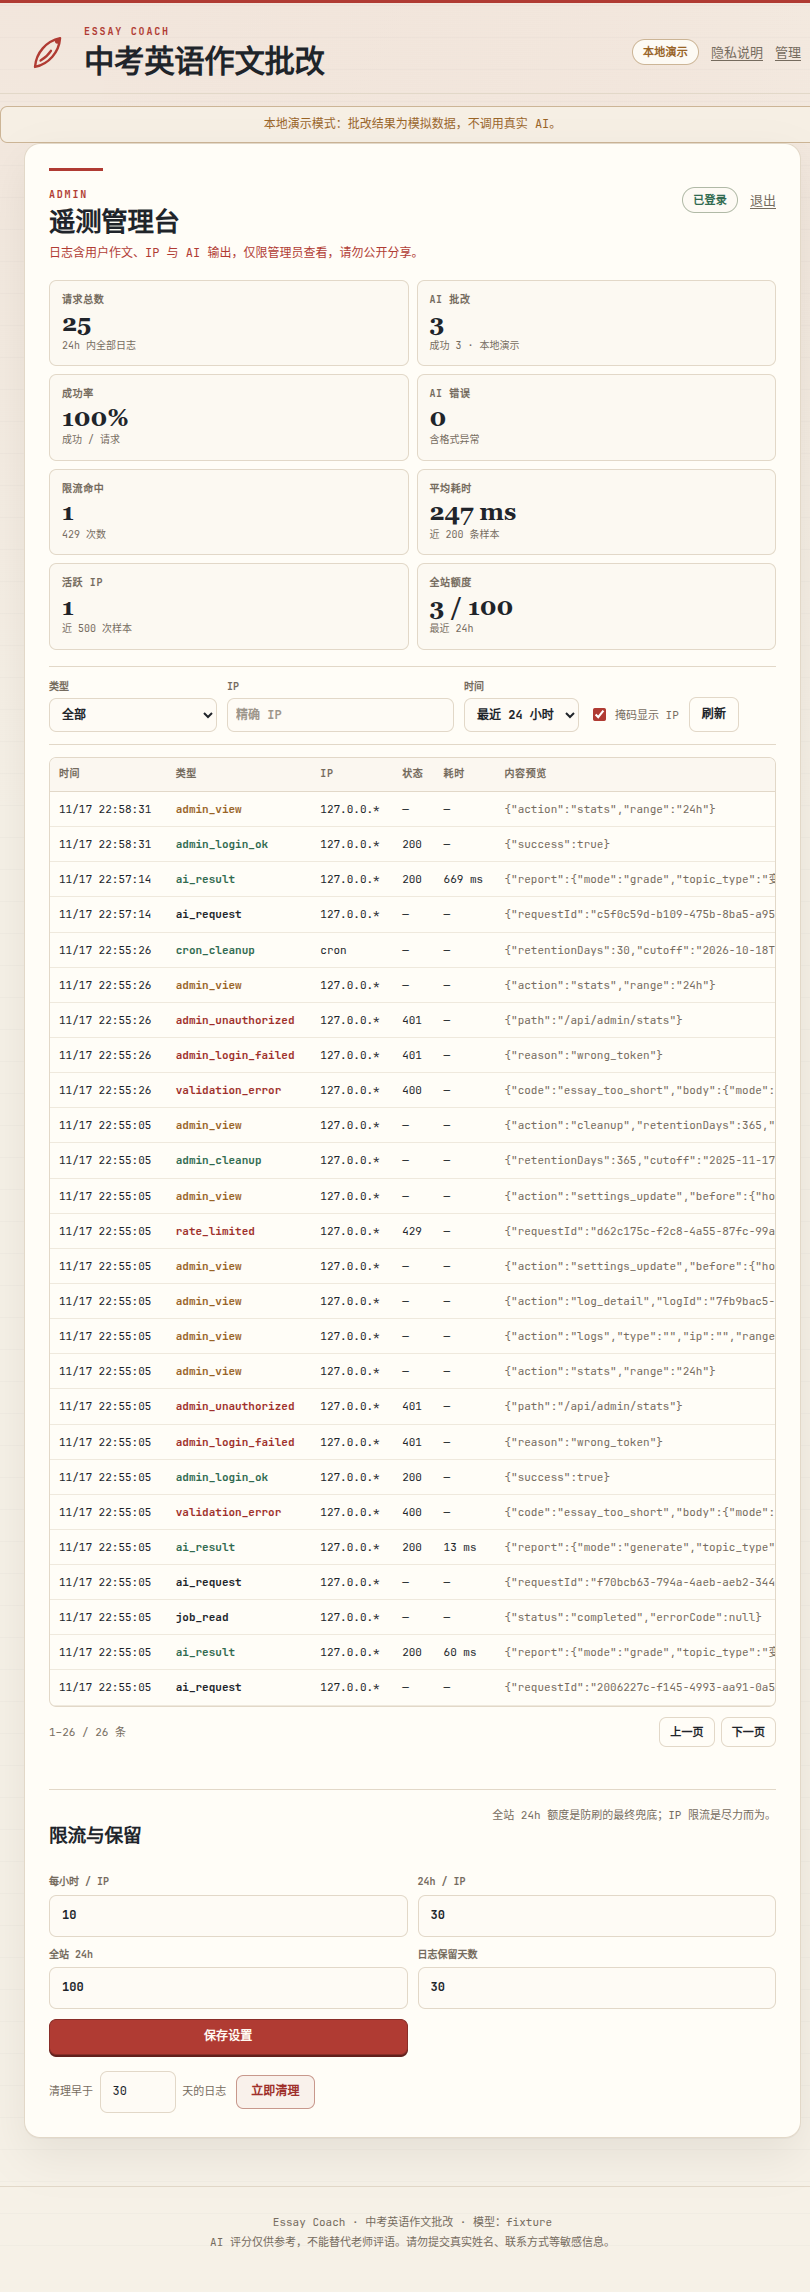 ESSAY COACH
中考英语作文批改
本地演示 隐私说明 管理
本地演示模式：批改结果为模拟数据，不调用真实 AI。
ADMIN
遥测管理台
已登录 退出
日志含用户作文、IP 与 AI 输出，仅限管理员查看，请勿公开分享。
请求总数
25
24h 内全部日志
AI 批改
3
成功 3 · 本地演示
成功率
100%
成功 / 请求
AI 错误
0
含格式异常
限流命中
1
429 次数
平均耗时
247 ms
近 200 条样本
活跃 IP
1
近 500 次样本
全站额度
3 / 100
最近 24h
类型 IP 时间
全部 精确 IP 最近 24 小时 掩码显示 IP 刷新
时间 类型 IP 状态 耗时 内容预览
11/17 22:58:31 admin_view 127.0.0.* — — {"action":"stats","range":"24h"}
11/17 22:58:31 admin_login_ok 127.0.0.* 200 — {"success":true}
11/17 22:57:14 ai_result 127.0.0.* 200 669 ms {"report":{"mode":"grade","topic_type":"
11/17 22:57:14 ai_request 127.0.0.* — — {"requestId":"c5f0c59d-b109-475b-8ba5-a95
11/17 22:55:26 cron_cleanup cron — — {"retentionDays":30,"cutoff":"2026-10-18T
11/17 22:55:26 admin_view 127.0.0.* — — {"action":"stats","range":"24h"}
11/17 22:55:26 admin_unauthorized 127.0.0.* 401 — {"path":"/api/admin/stats"}
11/17 22:55:26 admin_login_failed 127.0.0.* 401 — {"reason":"wrong_token"}
11/17 22:55:26 validation_error 127.0.0.* 400 — {"code":"essay_too_short","body":{"mode":
11/17 22:55:05 admin_view 127.0.0.* — — {"action":"cleanup","retentionDays":365,"
11/17 22:55:05 admin_cleanup 127.0.0.* — — {"retentionDays":365,"cutoff":"2025-11-17
11/17 22:55:05 admin_view 127.0.0.* — — {"action":"settings_update","before":{"ho
11/17 22:55:05 rate_limited 127.0.0.* 429 — {"requestId":"d62c175c-f2c8-4a55-87fc-99a
11/17 22:55:05 admin_view 127.0.0.* — — {"action":"settings_update","before":{"ho
11/17 22:55:05 admin_view 127.0.0.* — — {"action":"log_detail","logId":"7fb9bac5-
11/17 22:55:05 admin_view 127.0.0.* — — {"action":"logs","type":"","ip":"","range
11/17 22:55:05 admin_view 127.0.0.* — — {"action":"stats","range":"24h"}
11/17 22:55:05 admin_unauthorized 127.0.0.* 401 — {"path":"/api/admin/stats"}
11/17 22:55:05 admin_login_failed 127.0.0.* 401 — {"reason":"wrong_token"}
11/17 22:55:05 admin_login_ok 127.0.0.* 200 — {"success":true}
11/17 22:55:05 validation_error 127.0.0.* 400 — {"code":"essay_too_short","body":{"mode":
11/17 22:55:05 ai_result 127.0.0.* 200 13 ms {"report":{"mode":"generate","topic_type"
11/17 22:55:05 ai_request 127.0.0.* — — {"requestId":"f70bcb63-794a-4aeb-aeb2-344
11/17 22:55:05 job_read 127.0.0.* — — {"status":"completed","errorCode":null}
11/17 22:55:05 ai_result 127.0.0.* 200 60 ms {"report":{"mode":"grade","topic_type":"
11/17 22:55:05 ai_request 127.0.0.* — — {"requestId":"2006227c-f145-4993-aa91-0a5
1–26 / 26 条 上一页 下一页
全站 24h 额度是防刷的最终兜底；IP 限流是尽力而为。
限流与保留
每小时 / IP
10
24h / IP
30
全站 24h
100
日志保留天数
30
保存设置
清理早于 30 天的日志 立即清理
Essay Coach · 中考英语作文批改 · 模型：fixture
AI 评分仅供参考，不能替代老师评语。请勿提交真实姓名、联系方式等敏感信息。